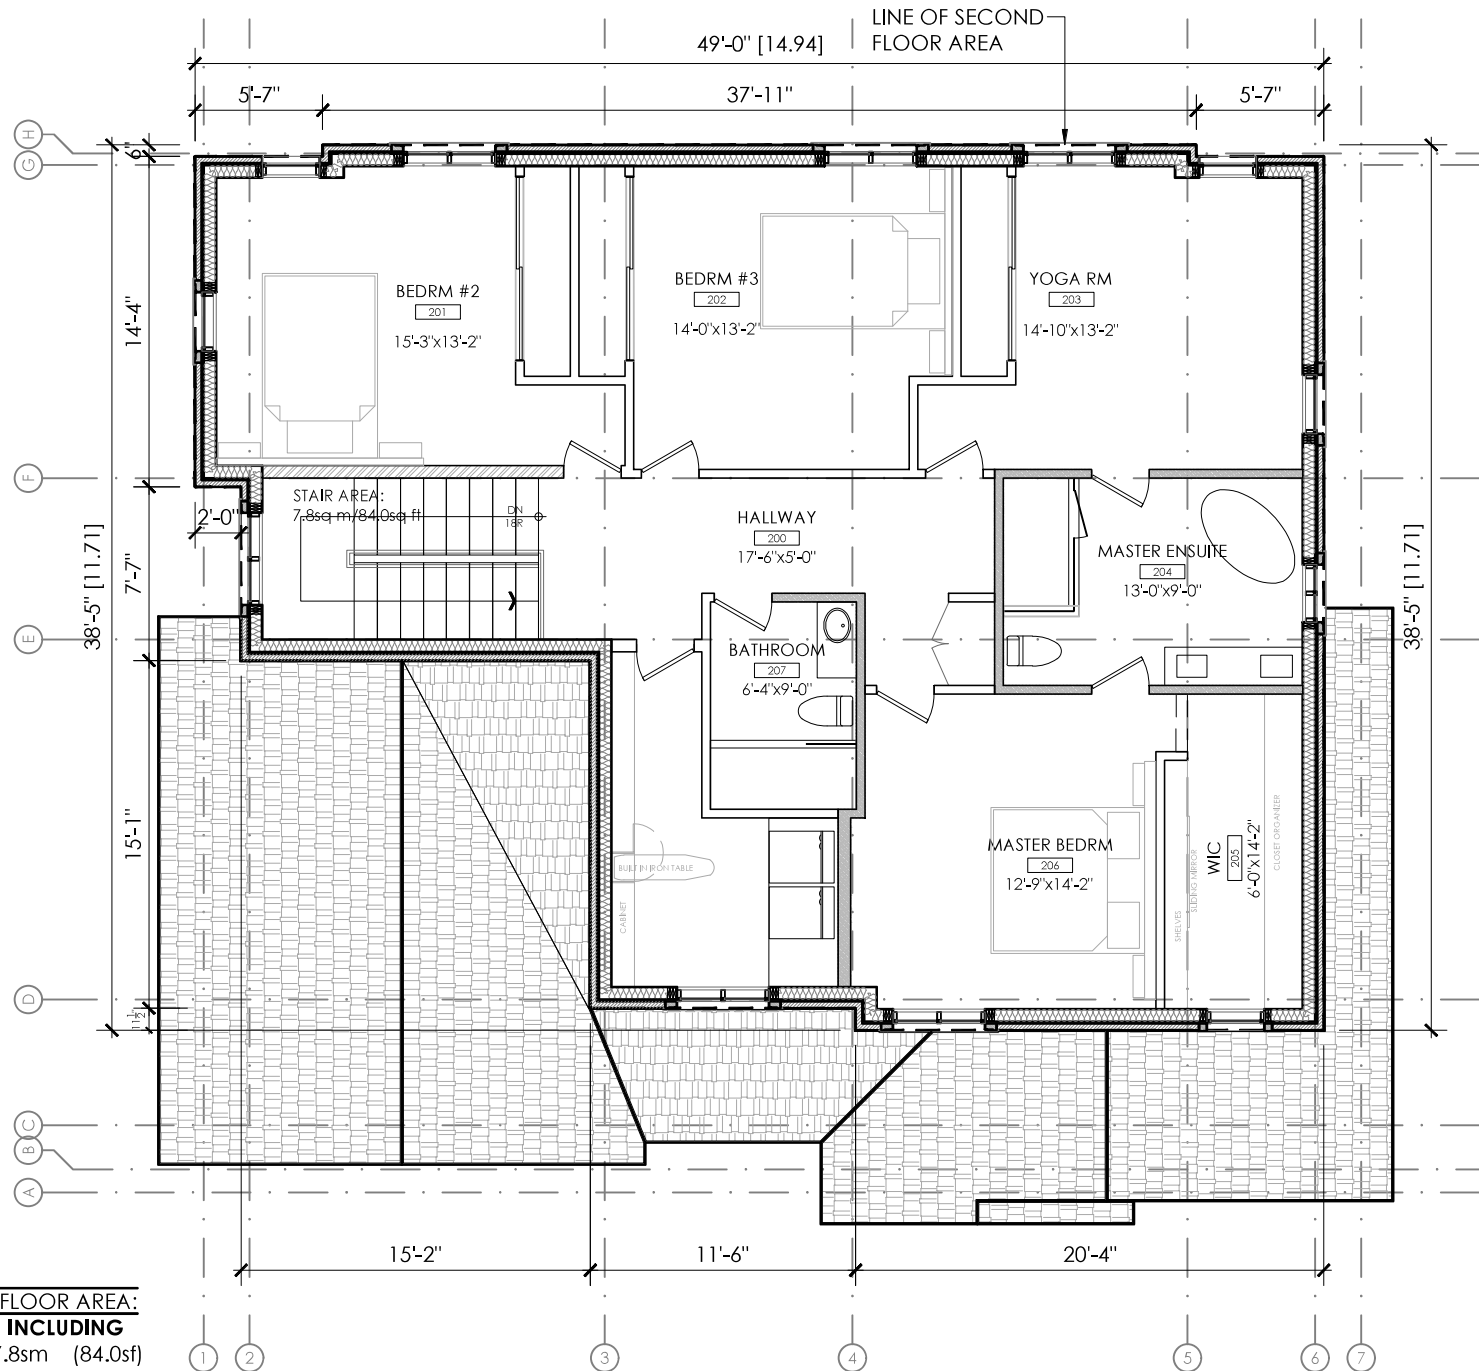 LINE OF SECOND
FLOOR AREA
49'-0" [14.94]
5'-7"
37'-11"
5'-7"
H
G
6"
14'-4"
BEDRM #2
201
15'-3"x13'-2"
BEDRM #3
202
14'-0"x13'-2"
YOGA RM
203
14'-10"x13'-2"
F
STAIR AREA:
7.8sq m/84.0sq ft
DN
18R
2'-0"
HALLWAY
200
17'-6"x5'-0"
MASTER ENSUITE
204
13'-0"x9'-0"
7'-7"
38'-5" [11.71]
38'-5" [11.71]
E
BATHROOM
207
6'-4"x9'-0"
15'-1"
BUILT IN IRON TABLE
CABINET
MASTER BEDRM
206
12'-9"x14'-2"
SHELVES
SLIDING MIRROR
WIC
205
6'-0"x14'-2"
CLOSET ORGANIZER
D
11 1/2"
C
B
A
15'-2"
11'-6"
20'-4"
FLOOR AREA:
INCLUDING
7.8sm (84.0sf)
1
2
3
4
5
6
7